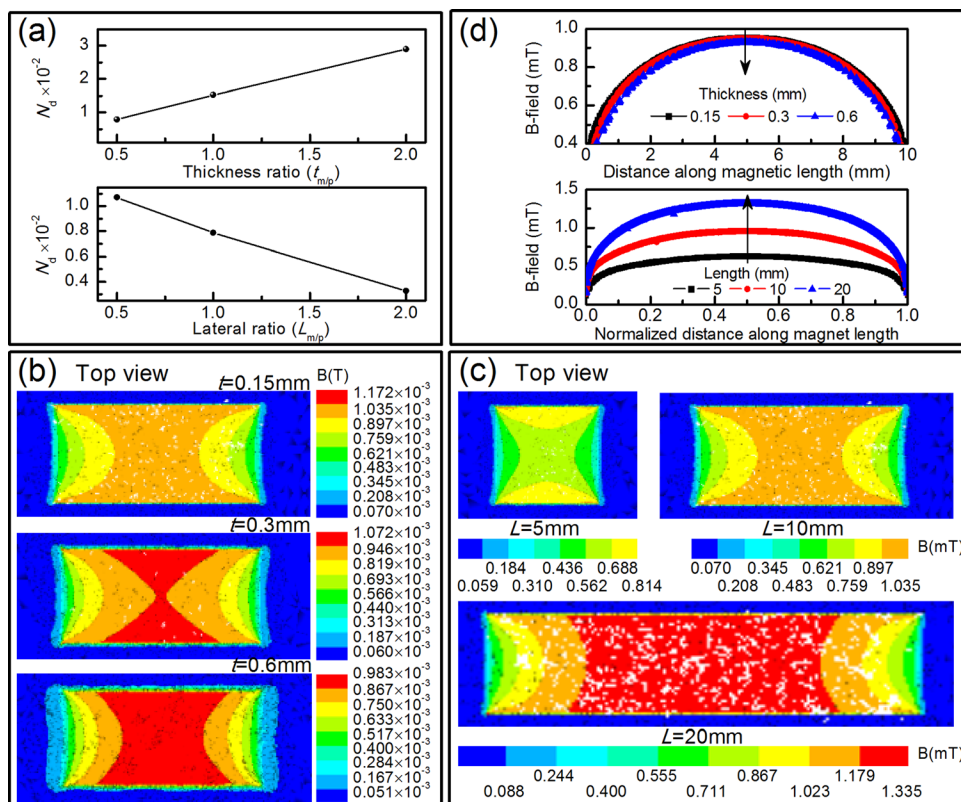 (a)
3
2
1
N_d ×10⁻²
0.5 1.0 1.5 2.0
Thickness ratio (t_m/p)
1.0
0.8
0.6
0.4
N_d ×10⁻²
0.5 1.0 1.5 2.0
Lateral ratio (L_m/p)
(d)
1.0
0.8
0.6
0.4
B-field (mT)
Thickness (mm)
0.15 0.3 0.6
0 2 4 6 8 10
Distance along magnetic length (mm)
1.5
1.0
0.5
0.0
B-field (mT)
Length (mm)
5 10 20
0.0 0.2 0.4 0.6 0.8 1.0
Normalized distance along magnet length
(b) Top view
t=0.15mm
B(T)
1.172×10⁻³
1.035×10⁻³
0.897×10⁻³
0.759×10⁻³
0.621×10⁻³
0.483×10⁻³
0.345×10⁻³
0.208×10⁻³
0.070×10⁻³
t=0.3mm
1.072×10⁻³
0.946×10⁻³
0.819×10⁻³
0.693×10⁻³
0.566×10⁻³
0.440×10⁻³
0.313×10⁻³
0.187×10⁻³
0.060×10⁻³
t=0.6mm
0.983×10⁻³
0.867×10⁻³
0.750×10⁻³
0.633×10⁻³
0.517×10⁻³
0.400×10⁻³
0.284×10⁻³
0.167×10⁻³
0.051×10⁻³
(c) Top view
L=5mm
0.184 0.436 0.688
0.059 0.310 0.562 0.814
L=10mm
B(mT)
0.070 0.345 0.621 0.897
0.208 0.483 0.759 1.035
L=20mm
B(mT)
0.244 0.555 0.867 1.179
0.088 0.400 0.711 1.023 1.335